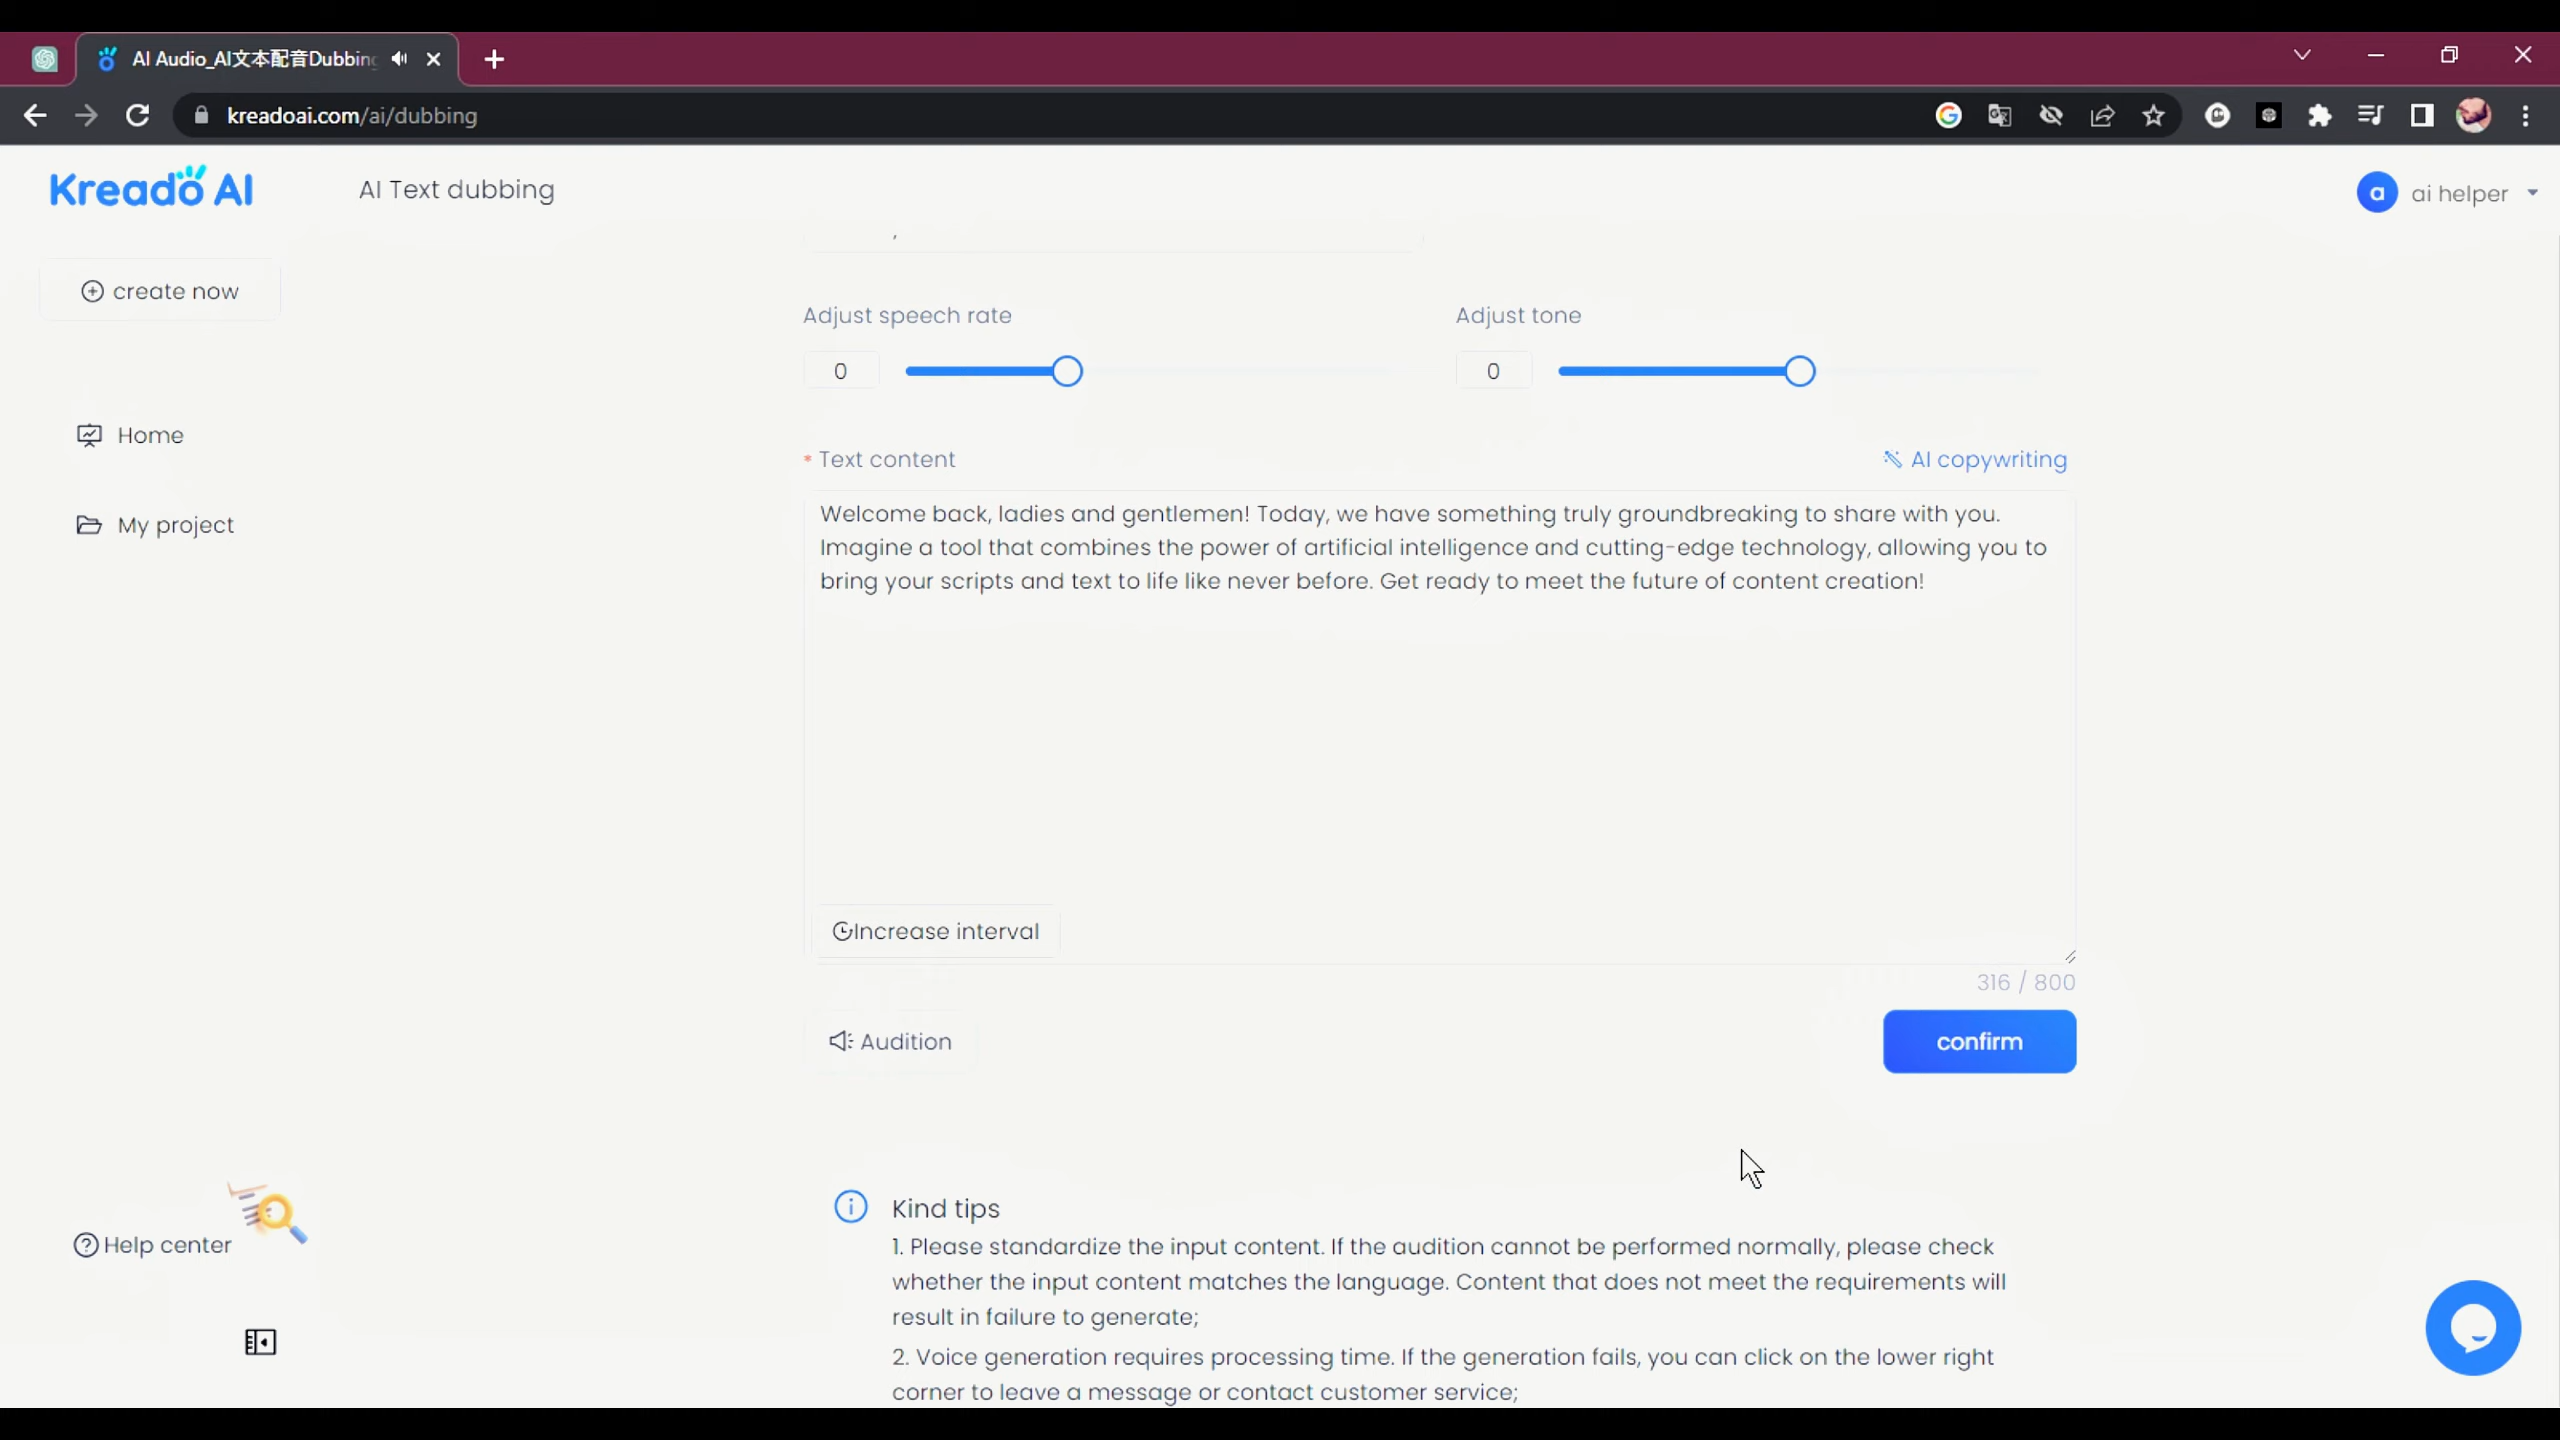 AI Audio_AI文本配音Dubbing
kreadoai.com/ai/dubbing
Kreado AI
AI Text dubbing
a ai helper
create now
Adjust speech rate
Adjust tone
0
0
Home
* Text content
AI copywriting
My project
Welcome back, ladies and gentlemen! Today, we have something truly groundbreaking to share with you.
Imagine a tool that combines the power of artificial intelligence and cutting-edge technology, allowing you to
bring your scripts and text to life like never before. Get ready to meet the future of content creation!
Increase interval
316 / 800
Audition
confirm
Kind tips
Help center
1. Please standardize the input content. If the audition cannot be performed normally, please check
whether the input content matches the language. Content that does not meet the requirements will
result in failure to generate;
2. Voice generation requires processing time. If the generation fails, you can click on the lower right
corner to leave a message or contact customer service;